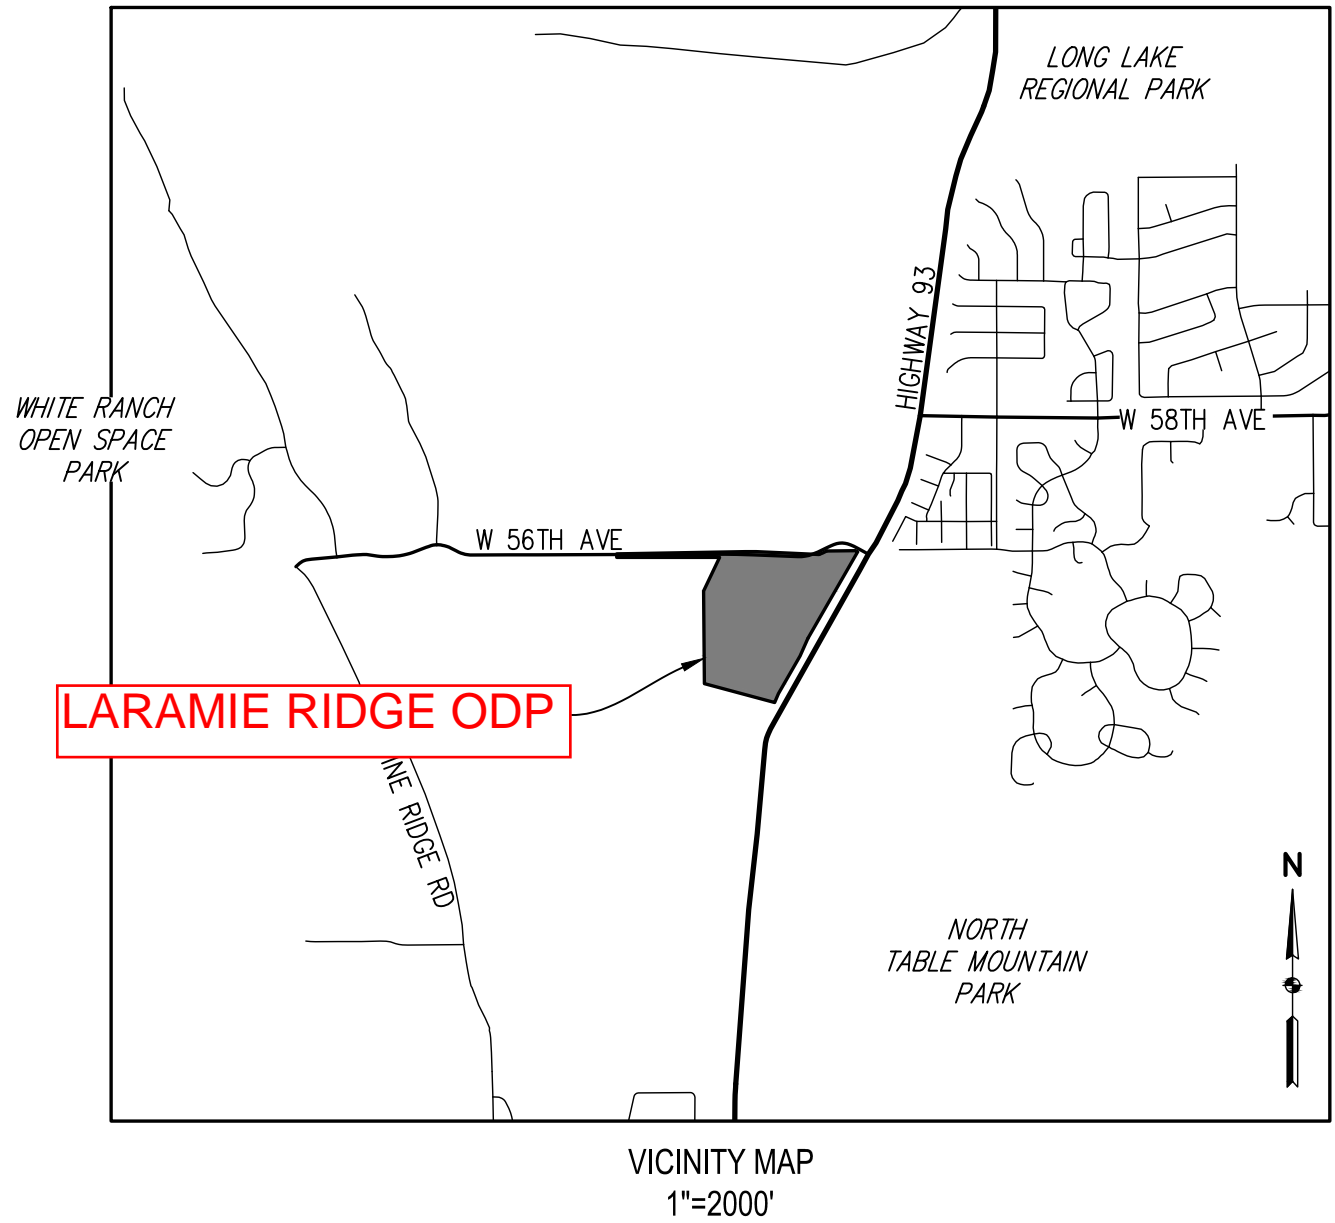 LONG LAKE
REGIONAL PARK
HIGHWAY 93
WHITE RANCH
OPEN SPACE
PARK
W 58TH AVE
W 56TH AVE
LARAMIE RIDGE ODP
INE RIDGE RD
N
NORTH
TABLE MOUNTAIN
PARK
VICINITY MAP
1"=2000'